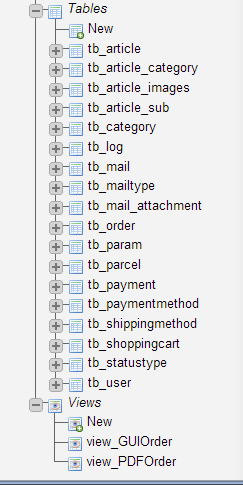 Tables
New
tb_article
tb_article_category
tb_article_images
tb_article_sub
tb_category
tb_log
tb_mail
tb_mailtype
tb_mail_attachment
tb_order
tb_param
tb_parcel
tb_payment
tb_paymentmethod
tb_shippingmethod
tb_shoppingcart
tb_statustype
tb_user
Views
New
view_GUIOrder
view_PDFOrder